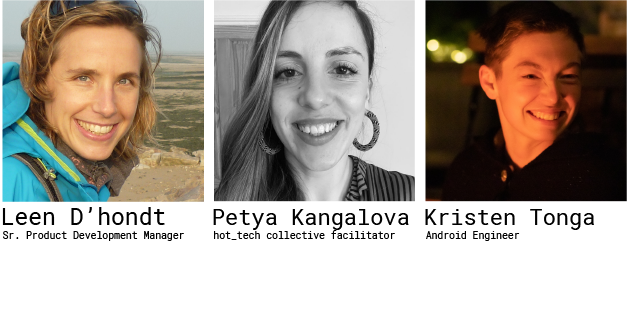 Leen D’hondt
Sr. Product Development Manager
Petya Kangalova
hot_tech collective facilitator
Kristen Tonga
Android Engineer